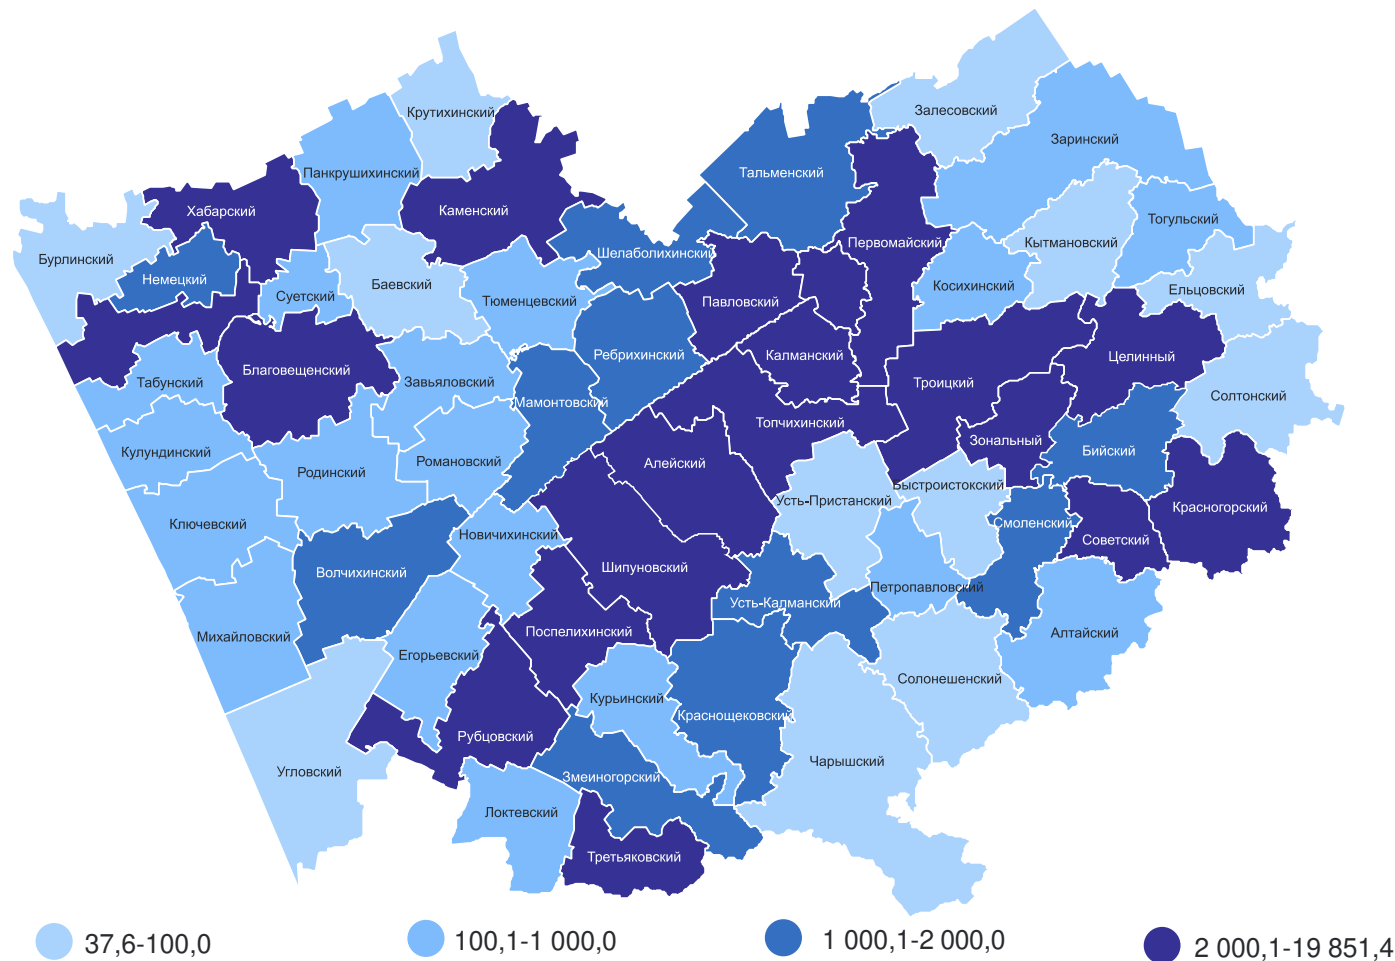 Крутихинский
Залесовский
Заринский
Панкрушихинский
Тальменский
Хабарский
Каменский
Тогульский
Первомайский
Кытмановский
Шелаболихинский
Бурлинский
Немецкий
Баевский
Косихинский
Ельцовский
Суетский
Тюменцевский
Павловский
Ребрихинский
Калманский
Целинный
Благовещенский
Табунский
Завьяловский
Троицкий
Солтонский
Мамонтовский
Топчихинский
Зональный
Кулундинский
Бийский
Романовский
Алейский
Родинский
Быстроистокский
Усть-Пристанский
Красногорский
Ключевский
Смоленский
Новичихинский
Советский
Шипуновский
Волчихинский
Петропавловский
Усть-Калманский
Поспелихинский
Алтайский
Михайловский
Егорьевский
Солонешенский
Курьинский
Краснощековский
Рубцовский
Чарышский
Угловский
Змеиногорский
Локтевский
Третьяковский
37,6-100,0
100,1-1 000,0
1 000,1-2 000,0
2 000,1-19 851,4